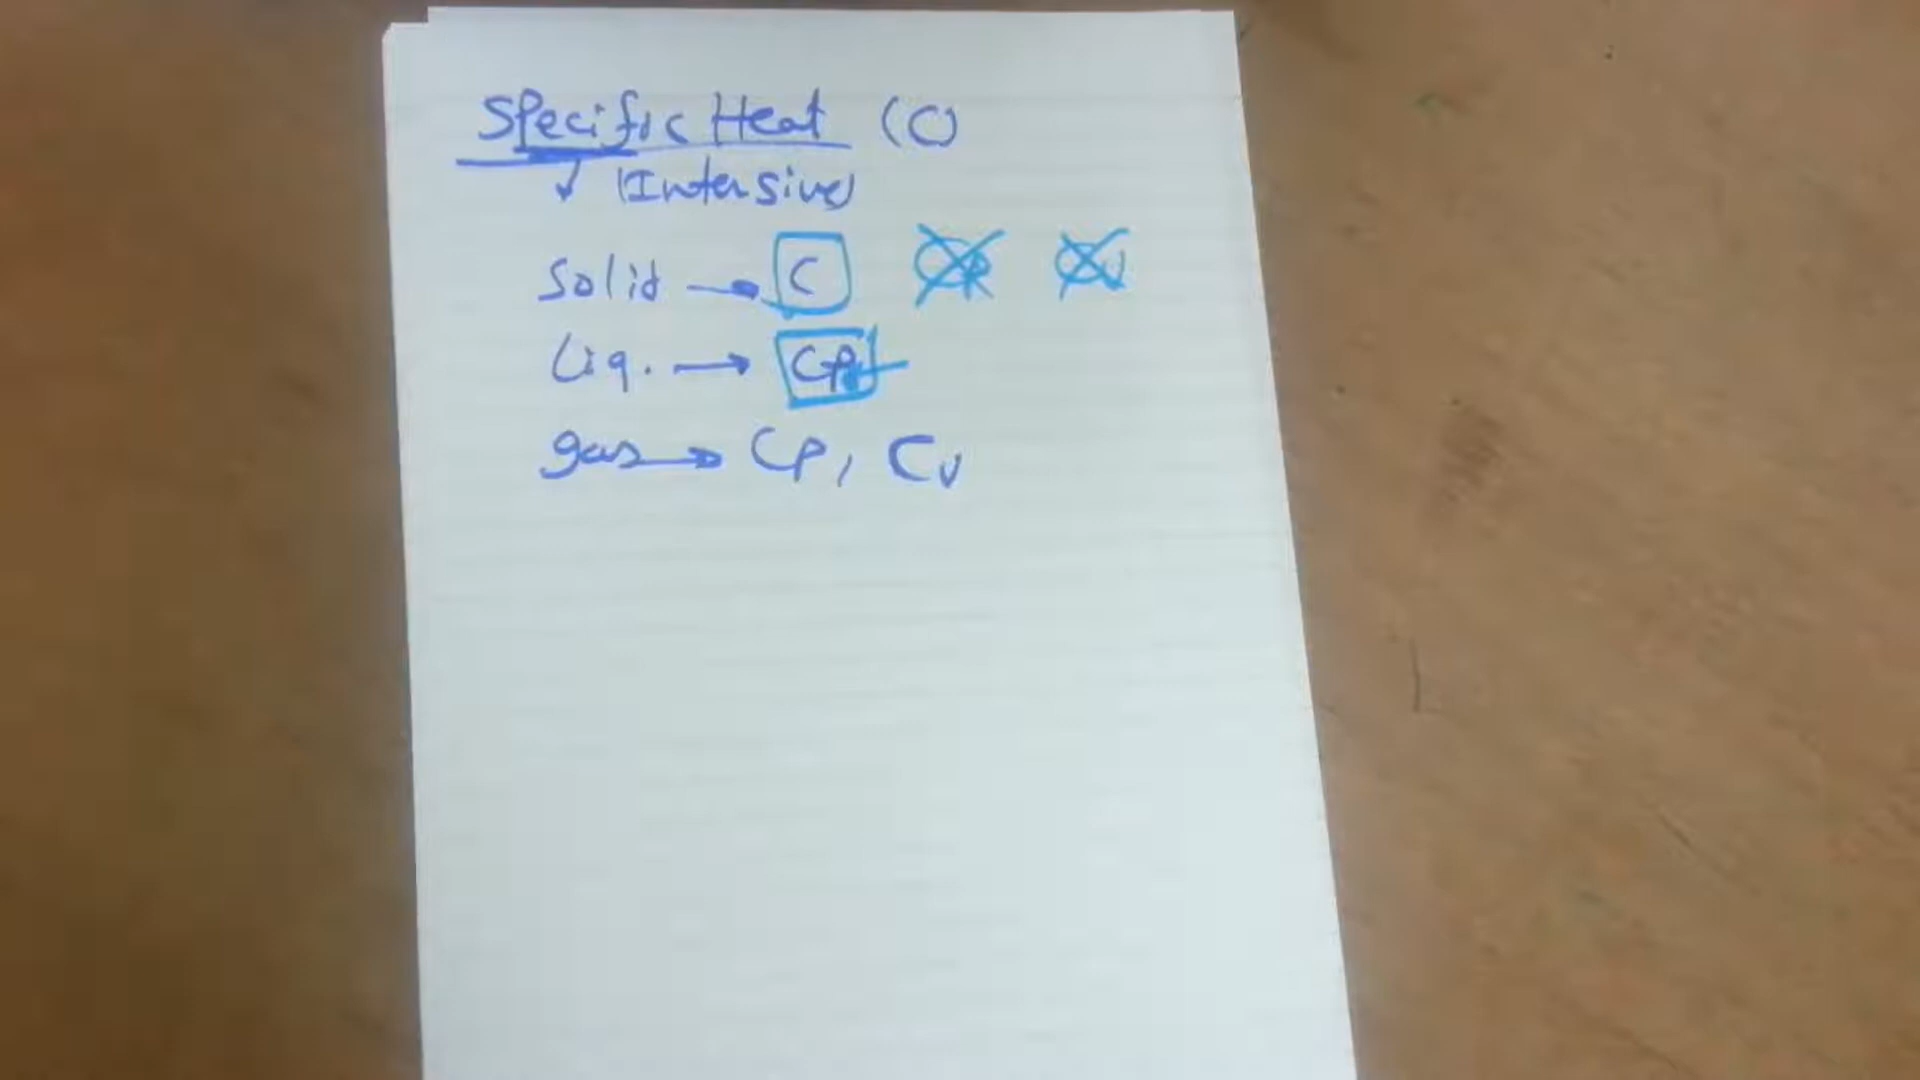 Specific Heat (C)
(Intensive)
Solid → C Cp Cv
Liq. → Cp
gas → Cp, Cv